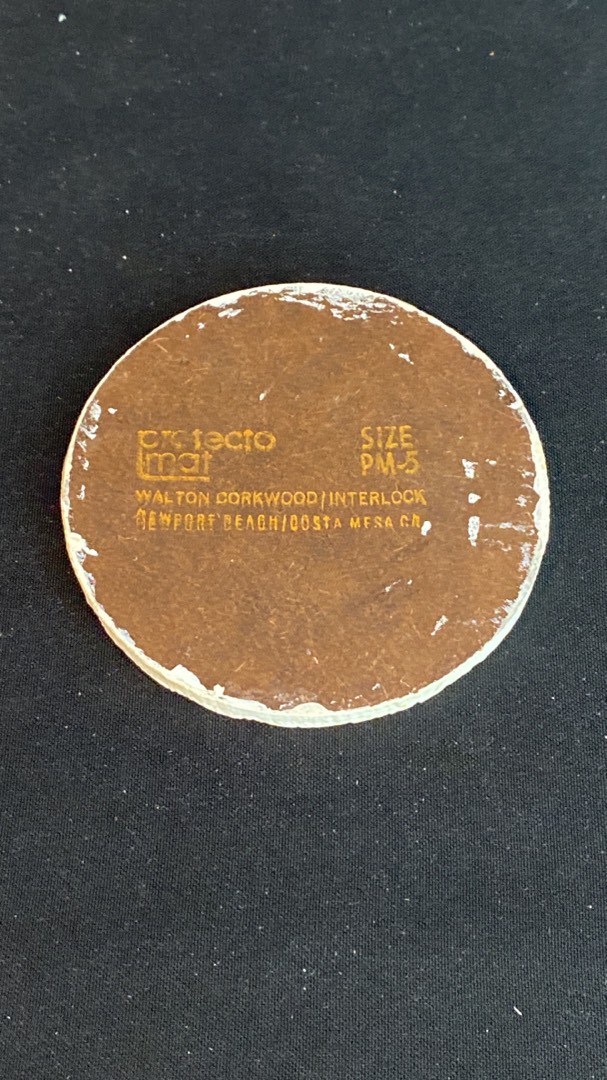 protecto
mat
SIZE
PM-5
WALTON CORKWOOD/INTERLOCK
NEWPORT BEACH/COSTA MESA CA